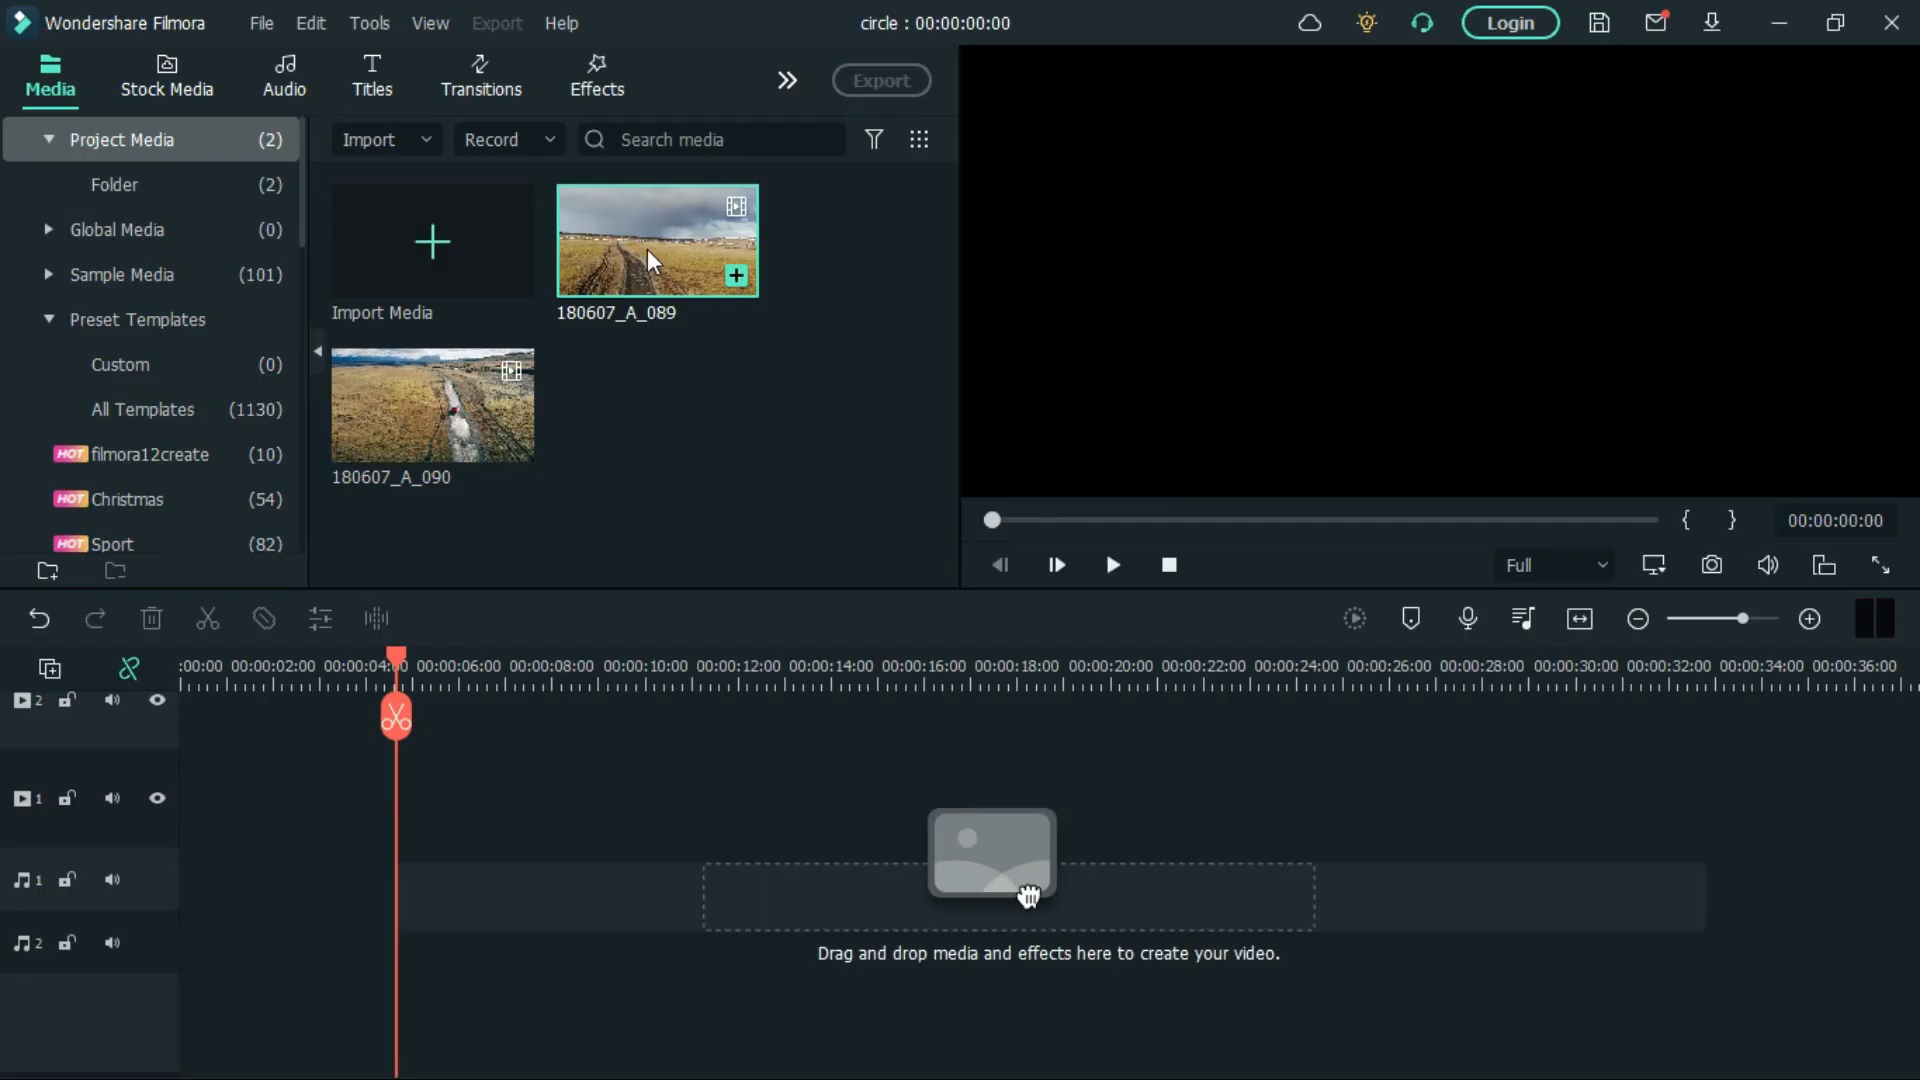 Wondershare Filmora File Edit Tools View Export Help circle : 00:00:00:00 Login
Media Stock Media Audio Titles Transitions Effects Export
Project Media (2)
Folder (2)
Global Media (0)
Sample Media (101)
Preset Templates
Custom (0)
All Templates (1130)
HOT filmora12create (10)
HOT Christmas (54)
HOT Sport (82)
Import Record Search media
Import Media
180607_A_089
180607_A_090
{ } 00:00:00:00
Full
:00:00 00:00:02:00 00:00:04:00 00:00:06:00 00:00:08:00 00:00:10:00 00:00:12:00 00:00:14:00 00:00:16:00 00:00:18:00 00:00:20:00 00:00:22:00 00:00:24:00 00:00:26:00 00:00:28:00 00:00:30:00 00:00:32:00 00:00:34:00 00:00:36:00
2
1
1
2
Drag and drop media and effects here to create your video.